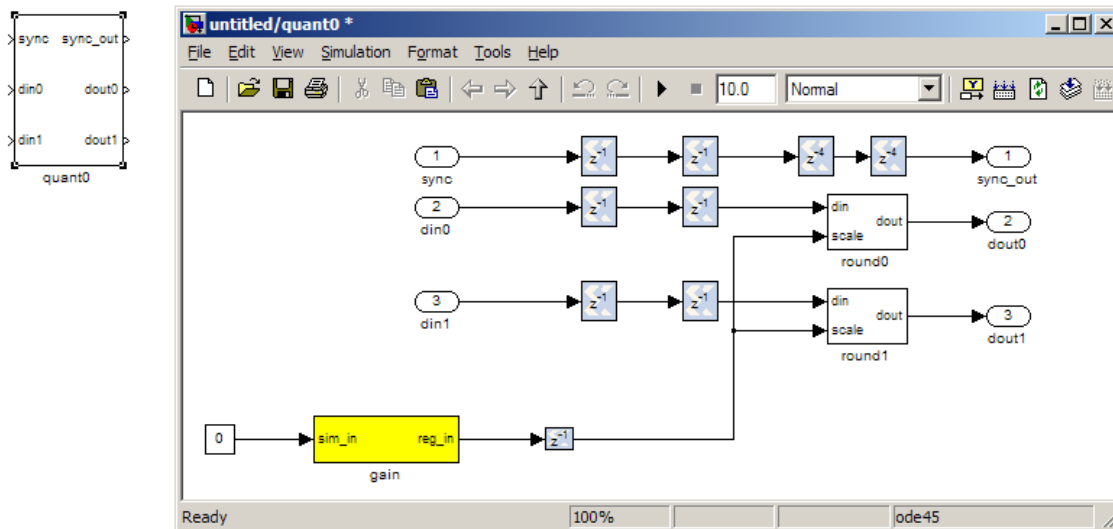 sync sync_out
din0 dout0
din1 dout1
quant0
untitled/quant0 *
File Edit View Simulation Format Tools Help
10.0 Normal
1 z-1 z-1 z-4 z-4 1
sync sync_out
2 z-1 z-1 din dout scale 2
din0 round0 dout0
3 z-1 z-1 din dout scale 3
din1 round1 dout1
0 sim_in reg_in z-1
gain
Ready 100% ode45